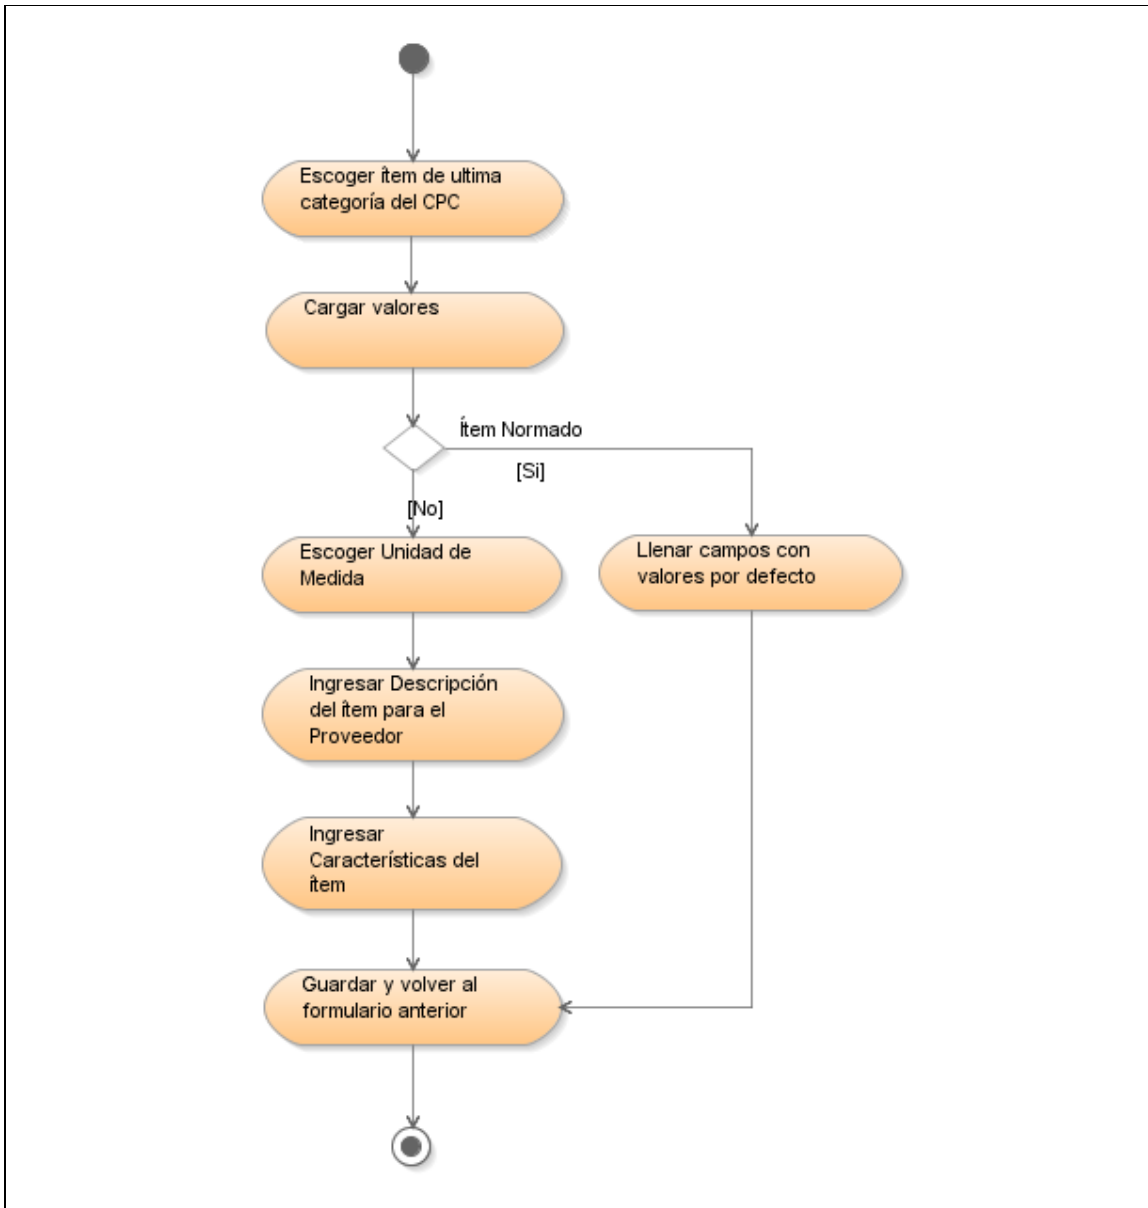 Escoger ítem de ultima
categoría del CPC
Cargar valores
Ítem Normado
[Si]
[No]
Escoger Unidad de
Medida
Llenar campos con
valores por defecto
Ingresar Descripción
del ítem para el
Proveedor
Ingresar
Característícas del
ítem
Guardar y volver al
formulario anterior